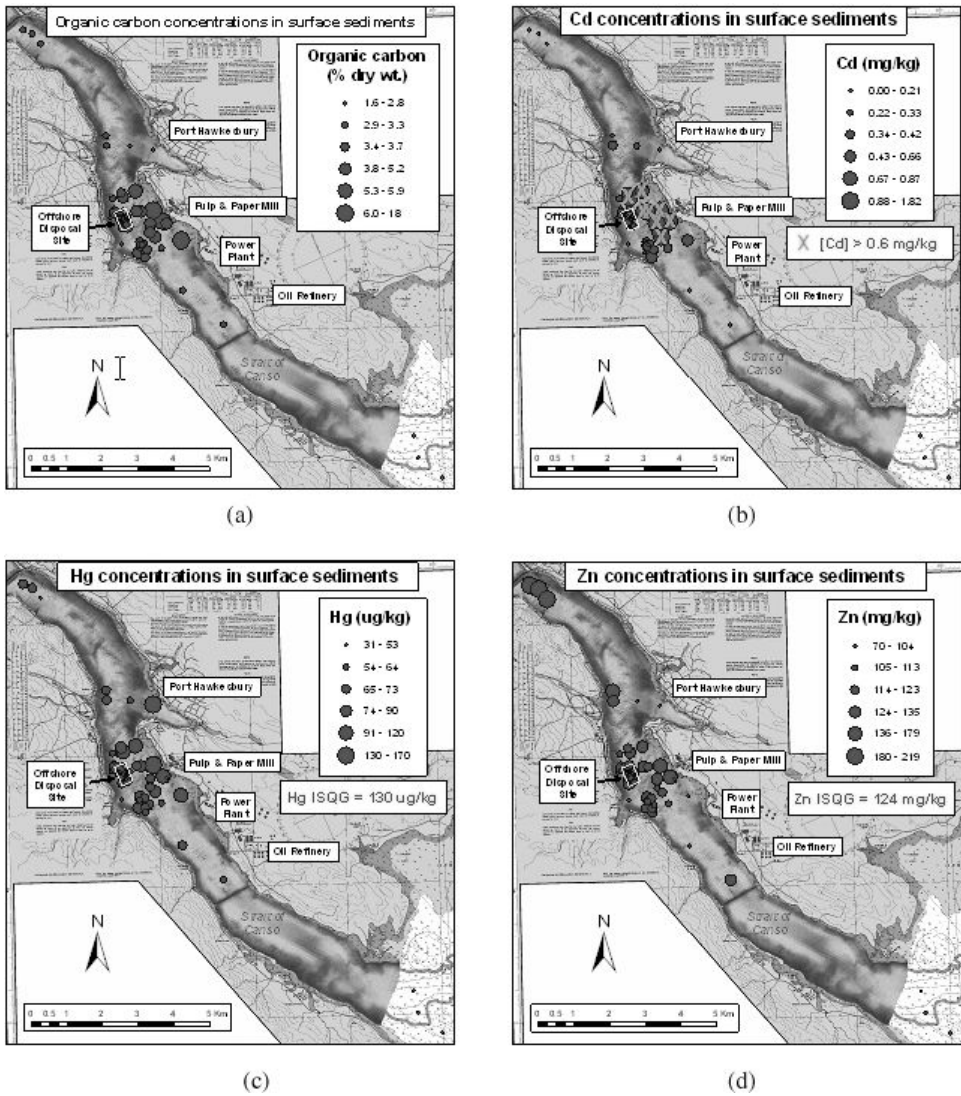 Organic carbon concentrations in surface sediments
Organic carbon
(% dry wt.)
1.6 - 2.8
2.9 - 3.3
3.4 - 3.7
3.8 - 5.2
5.3 - 5.9
6.0 - 18
Port Hawkesbury
Pulp & Paper Mill
Offshore
Disposal
Site
Power
Plant
Oil Refinery
Strait of
Canso
N
0 0.5 1 2 3 4 5 Km
(a)
Cd concentrations in surface sediments
Cd (mg/kg)
0.00 - 0.21
0.22 - 0.33
0.34 - 0.42
0.43 - 0.66
0.67 - 0.87
0.88 - 1.82
X [Cd] > 0.6 mg/kg
Port Hawkesbury
Pulp & Paper Mill
Offshore
Disposal
Site
Power
Plant
Oil Refinery
Strait of
Canso
N
0 0.5 1 2 3 4 5 Km
(b)
Hg concentrations in surface sediments
Hg (ug/kg)
31 - 53
54 - 64
65 - 73
74 - 90
91 - 120
130 - 170
Hg ISQG = 130 ug/kg
Port Hawkesbury
Pulp & Paper Mill
Offshore
Disposal
Site
Power
Plant
Oil Refinery
Strait of
Canso
N
0 0.5 1 2 3 4 5 Km
(c)
Zn concentrations in surface sediments
Zn (mg/kg)
70 - 104
105 - 113
114 - 123
124 - 135
136 - 179
180 - 219
Zn ISQG = 124 mg/kg
Port Hawkesbury
Pulp & Paper Mill
Offshore
Disposal
Site
Power
Plant
Oil Refinery
Strait of
Canso
N
0 0.5 1 2 3 4 5 Km
(d)